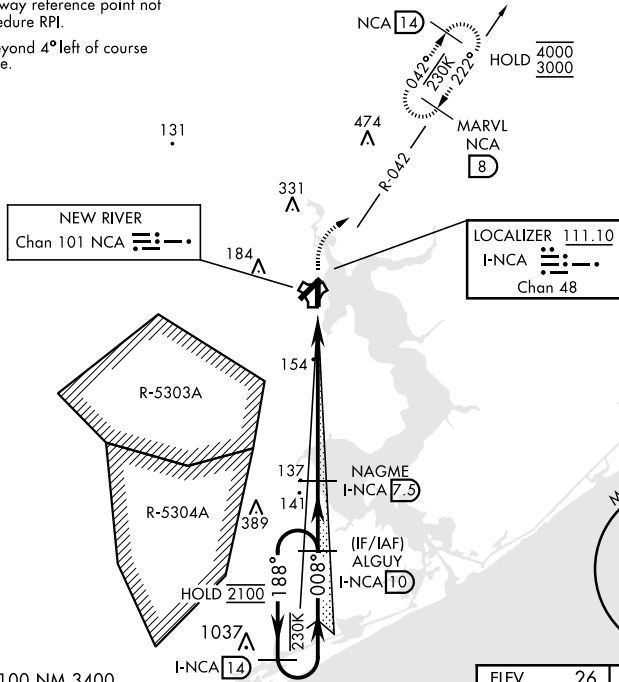 way reference point not
edure RPI.
eyond 4° left of course
e.
NCA 14
042°
230K
222°
HOLD 4000
3000
MARVL
NCA
8
R-042
474
131
331
NEW RIVER
Chan 101 NCA
184
LOCALIZER 111.10
I-NCA
Chan 48
154
R-5303A
137
NAGME
I-NCA 7.5
141
R-5304A
389
(IF/IAF)
ALGUY
I-NCA 10
188°
008°
HOLD 2100
230K
1037
I-NCA 14
M
100 NM 3400
ELEV 26